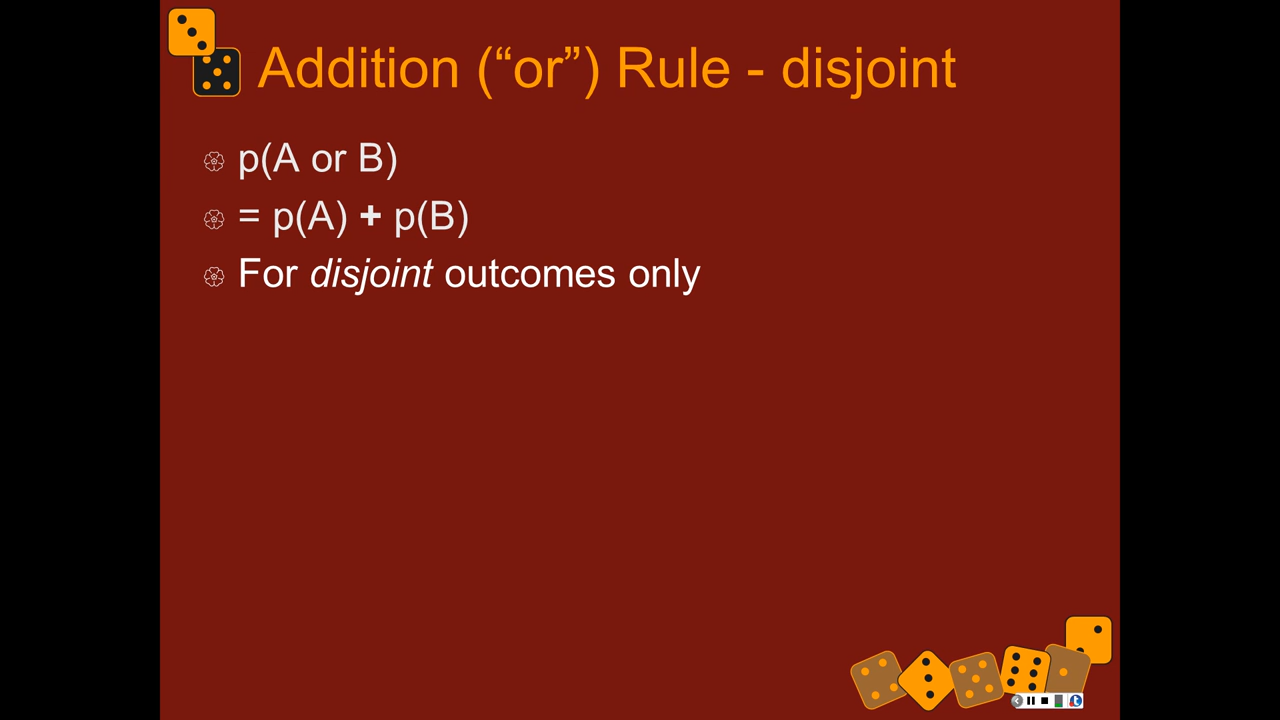 Addition (“or”) Rule - disjoint
p(A or B)
= p(A) + p(B)
For disjoint outcomes only